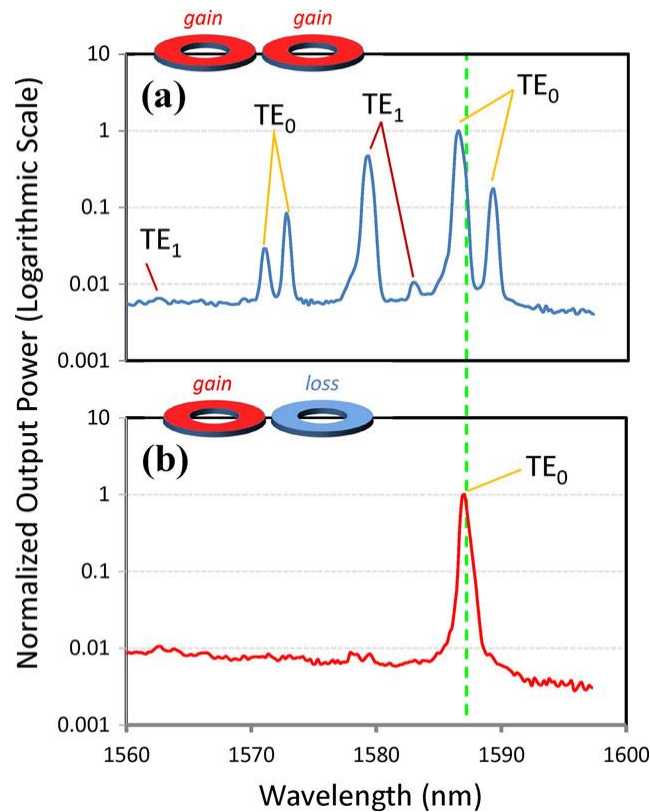 gain gain
(a)
10
1
0.1
0.01
0.001
TE1
TE0
TE1
TE0
gain loss
(b)
10
1
0.1
0.01
0.001
TE0
1560 1570 1580 1590 1600
Wavelength (nm)
Normalized Output Power (Logarithmic Scale)